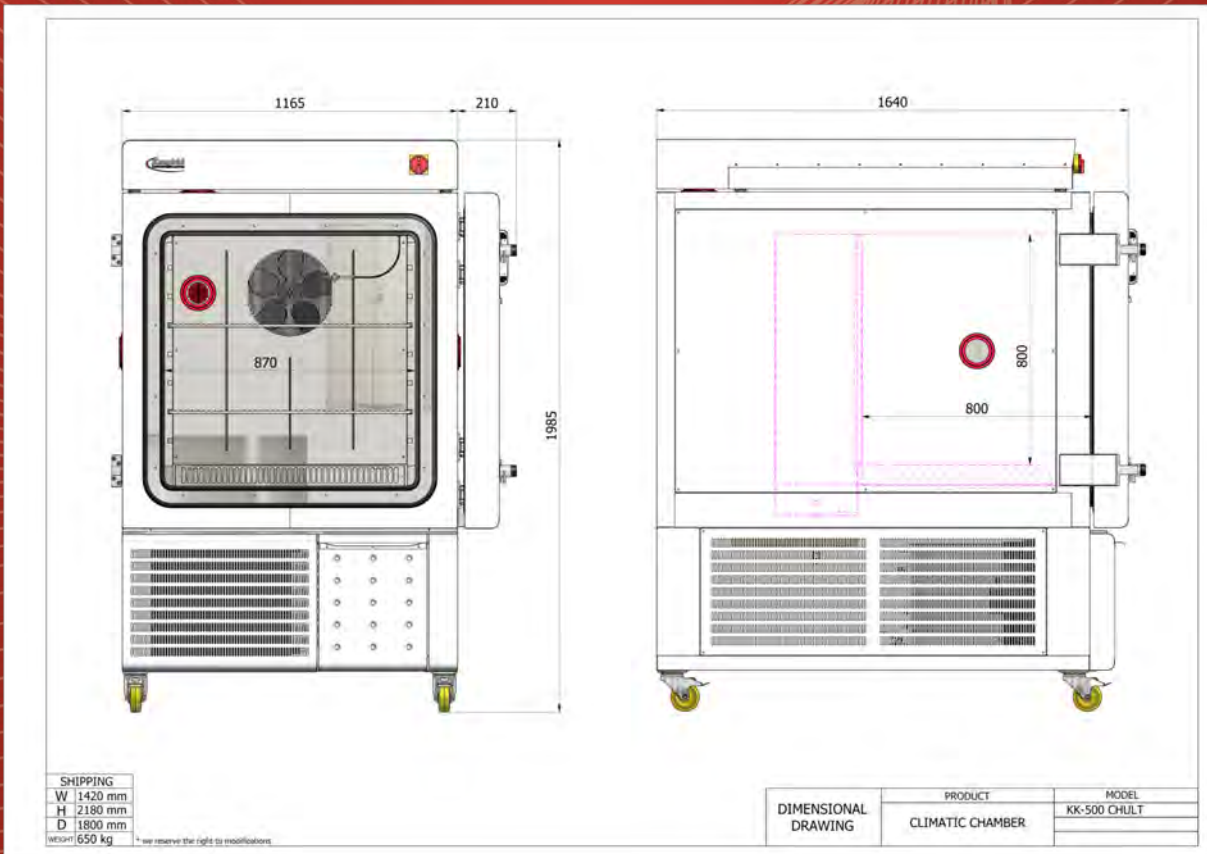 1165
210
1640
870
1985
800
800
SHIPPING
W 1420 mm
H 2180 mm
D 1800 mm
WEIGHT 650 kg
* we reserve the right to modifications
DIMENSIONAL
DRAWING
PRODUCT
CLIMATIC CHAMBER
MODEL
KK-500 CHULT